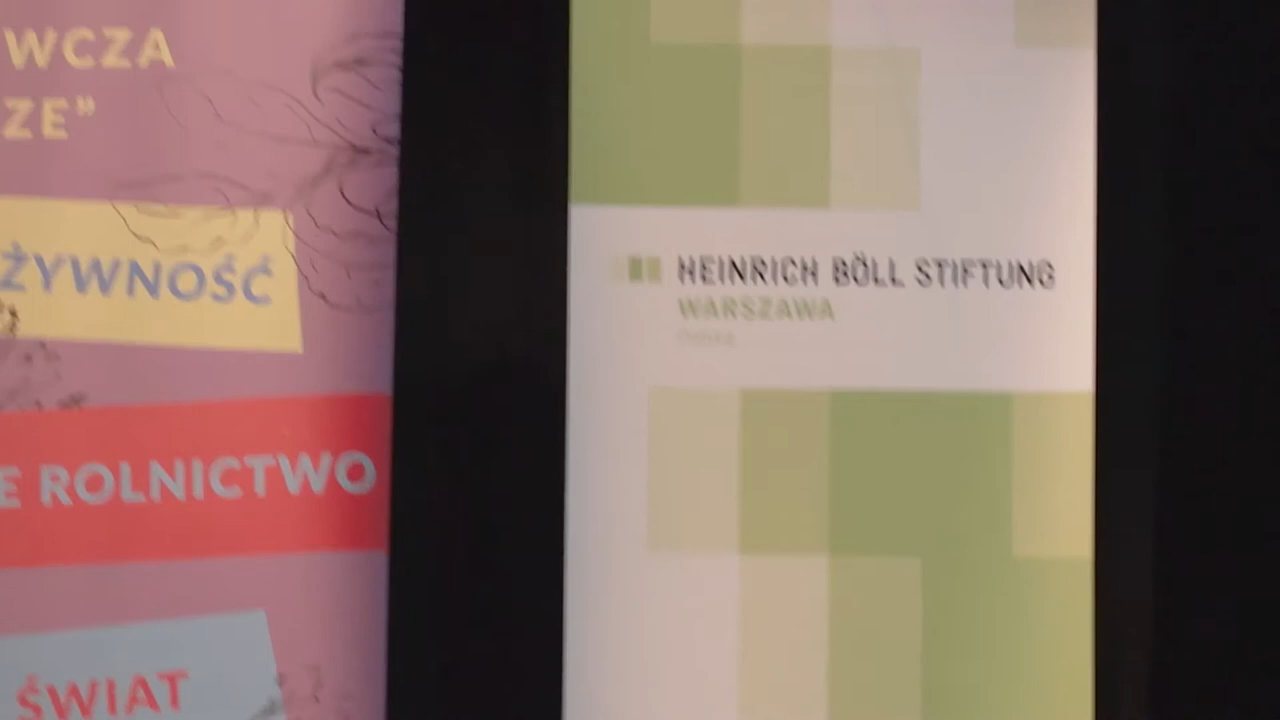 WCZA
ZE”
ŻYWNOŚĆ
E ROLNICTWO
ŚWIAT
HEINRICH BÖLL STIFTUNG
WARSZAWA